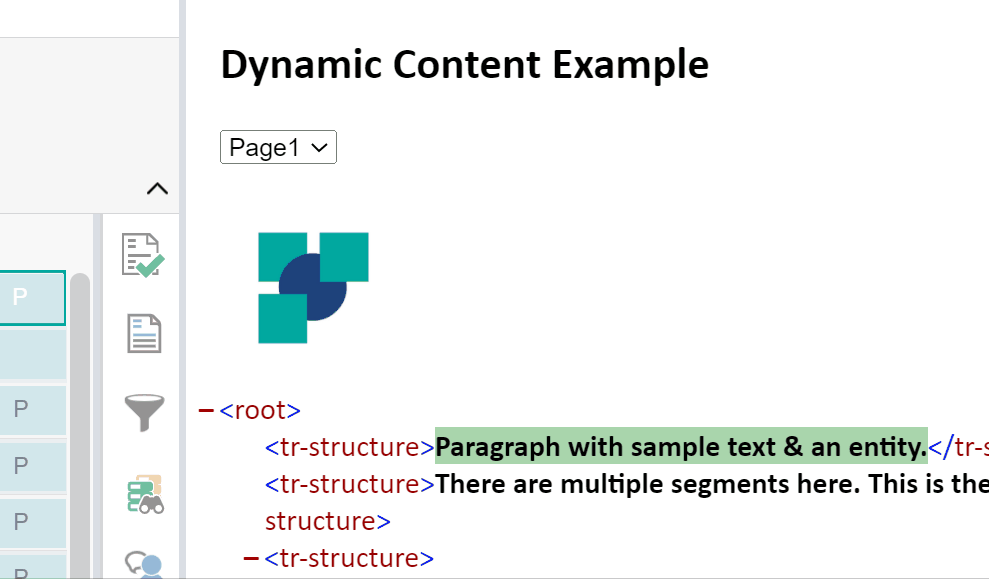 Dynamic Content Example
Page1
P
P
P
P
P
– <root>
<tr-structure>Paragraph with sample text & an entity.</tr-s
<tr-structure>There are multiple segments here. This is the
structure>
– <tr-structure>